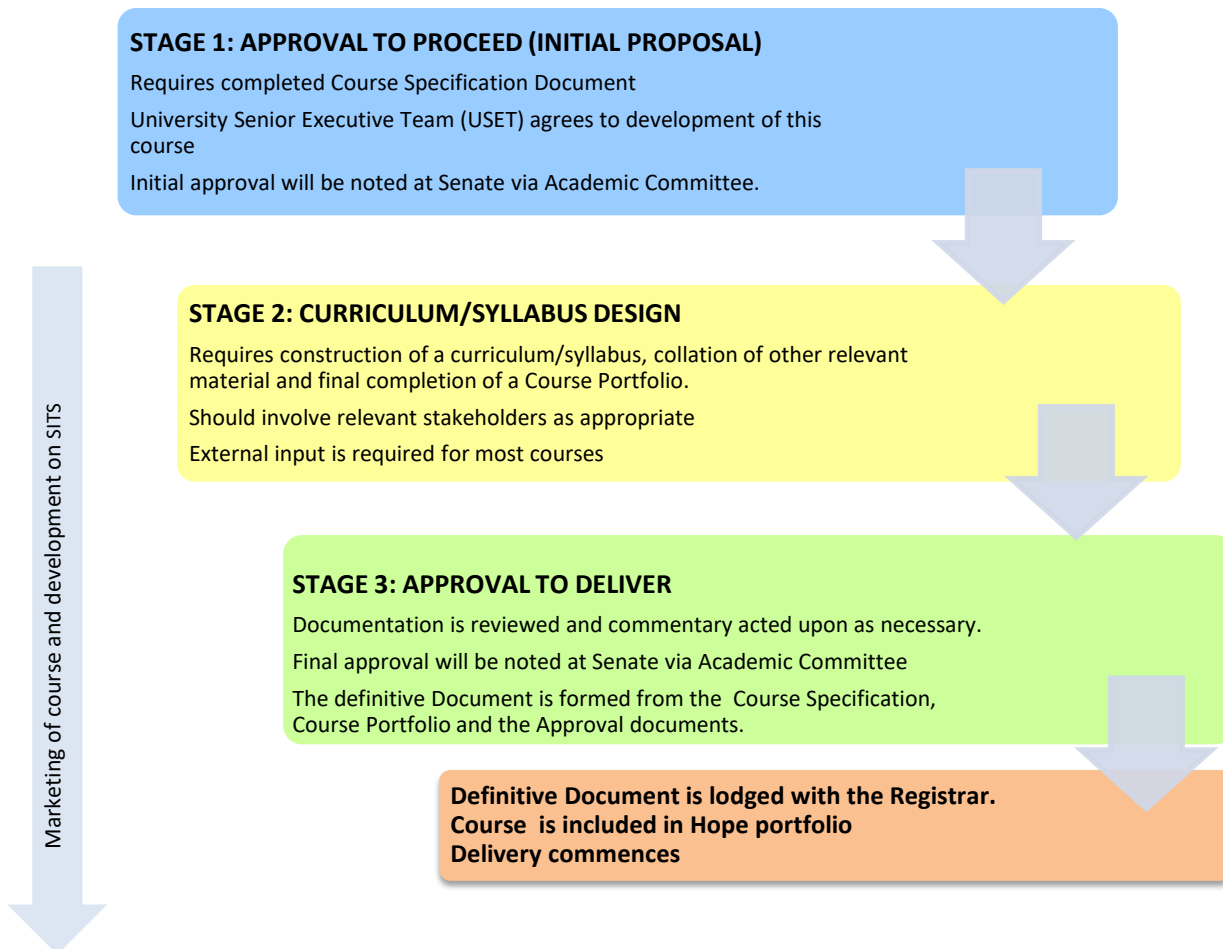 STAGE 1: APPROVAL TO PROCEED (INITIAL PROPOSAL)
Requires completed Course Specification Document
University Senior Executive Team (USET) agrees to development of this
course
Initial approval will be noted at Senate via Academic Committee.
Marketing of course and development on SITS
STAGE 2: CURRICULUM/SYLLABUS DESIGN
Requires construction of a curriculum/syllabus, collation of other relevant
material and final completion of a Course Portfolio.
Should involve relevant stakeholders as appropriate
External input is required for most courses
STAGE 3: APPROVAL TO DELIVER
Documentation is reviewed and commentary acted upon as necessary.
Final approval will be noted at Senate via Academic Committee
The definitive Document is formed from the Course Specification,
Course Portfolio and the Approval documents.
Definitive Document is lodged with the Registrar.
Course is included in Hope portfolio
Delivery commences